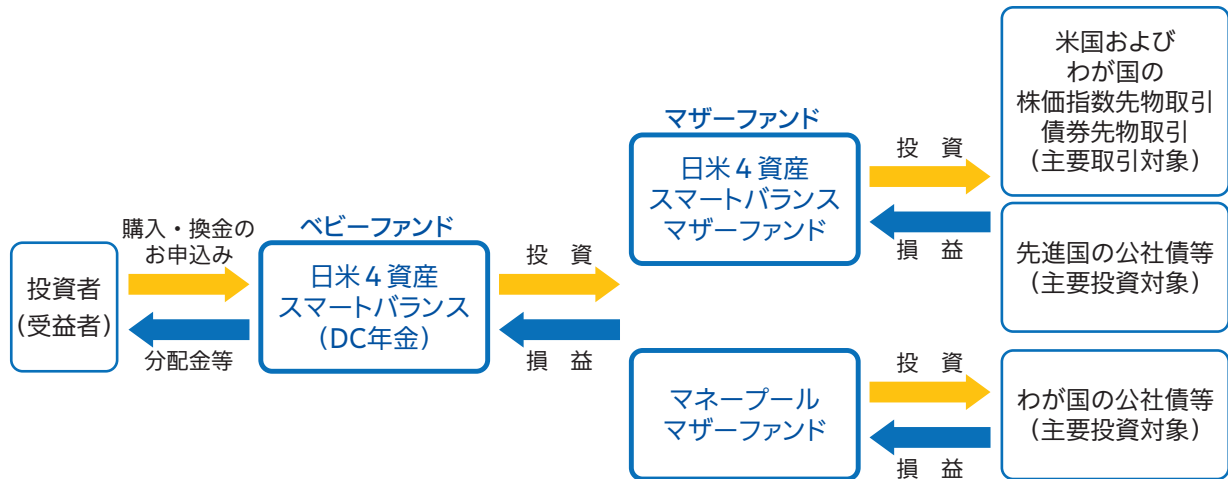 投資者
（受益者）
購入・換金の
お申込み
分配金等
ベビーファンド
日米４資産
スマートバランス
（DC年金）
投　資
損　益
マザーファンド
日米４資産
スマートバランス
マザーファンド
マネープール
マザーファンド
投　資
損　益
投　資
損　益
米国および
わが国の
株価指数先物取引
債券先物取引
（主要取引対象）
先進国の公社債等
（主要投資対象）
わが国の公社債等
（主要投資対象）